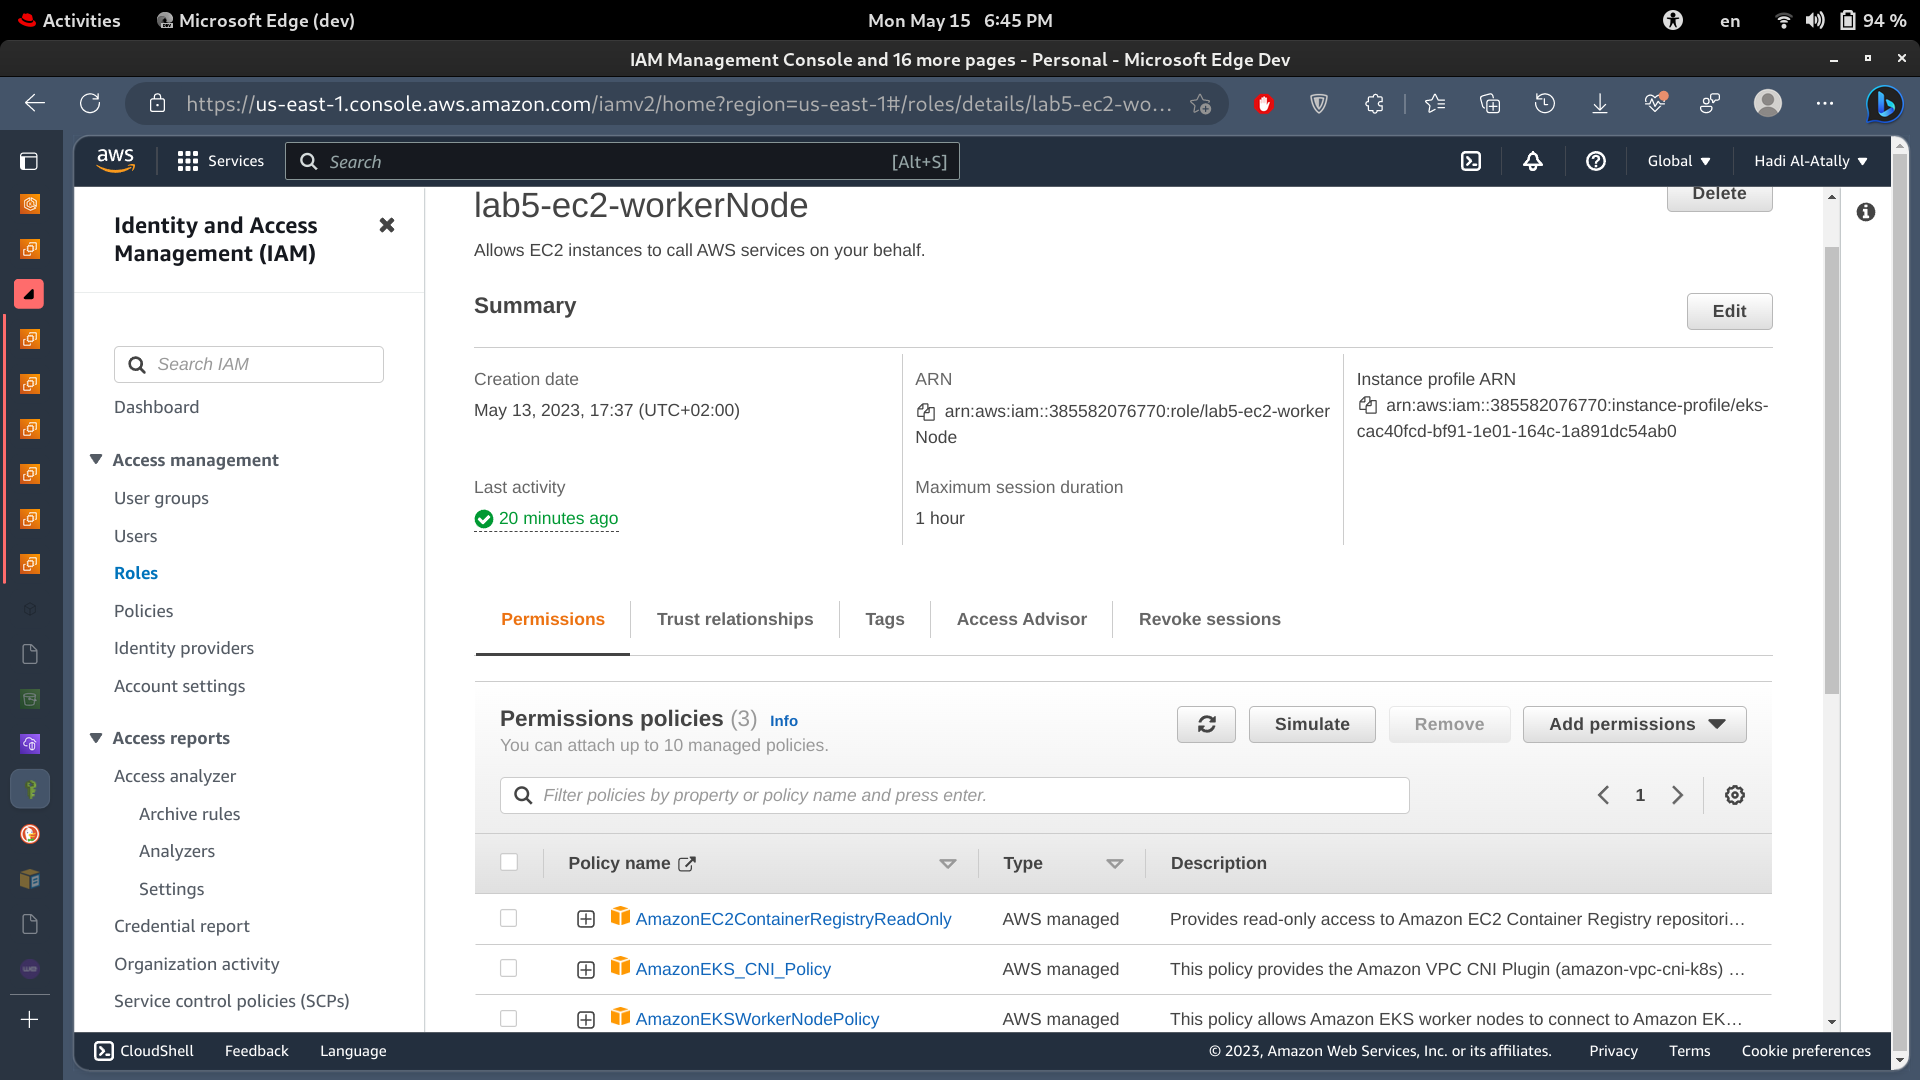 Activities
Microsoft Edge (dev)
Mon May 15 6:45 PM
en
94 %
IAM Management Console and 16 more pages - Personal - Microsoft Edge Dev
https://us-east-1.console.aws.amazon.com/iamv2/home?region=us-east-1#/roles/details/lab5-ec2-wo...
aws
Services
Search
[Alt+S]
Global
Hadi Al-Atally
Identity and Access
Management (IAM)
Search IAM
Dashboard
Access management
User groups
Users
Roles
Policies
Identity providers
Account settings
Access reports
Access analyzer
Archive rules
Analyzers
Settings
Credential report
Organization activity
Service control policies (SCPs)
lab5-ec2-workerNode
Delete
Allows EC2 instances to call AWS services on your behalf.
Summary
Edit
Creation date
May 13, 2023, 17:37 (UTC+02:00)
ARN
arn:aws:iam::385582076770:role/lab5-ec2-worker
Node
Instance profile ARN
arn:aws:iam::385582076770:instance-profile/eks-
cac40fcd-bf91-1e01-164c-1a891dc54ab0
Last activity
20 minutes ago
Maximum session duration
1 hour
Permissions
Trust relationships
Tags
Access Advisor
Revoke sessions
Permissions policies (3) Info
You can attach up to 10 managed policies.
Simulate
Remove
Add permissions
Filter policies by property or policy name and press enter.
1
Policy name
Type
Description
AmazonEC2ContainerRegistryReadOnly
AWS managed
Provides read-only access to Amazon EC2 Container Registry repositori...
AmazonEKS_CNI_Policy
AWS managed
This policy provides the Amazon VPC CNI Plugin (amazon-vpc-cni-k8s) ...
AmazonEKSWorkerNodePolicy
AWS managed
This policy allows Amazon EKS worker nodes to connect to Amazon EK...
CloudShell
Feedback
Language
© 2023, Amazon Web Services, Inc. or its affiliates.
Privacy
Terms
Cookie preferences